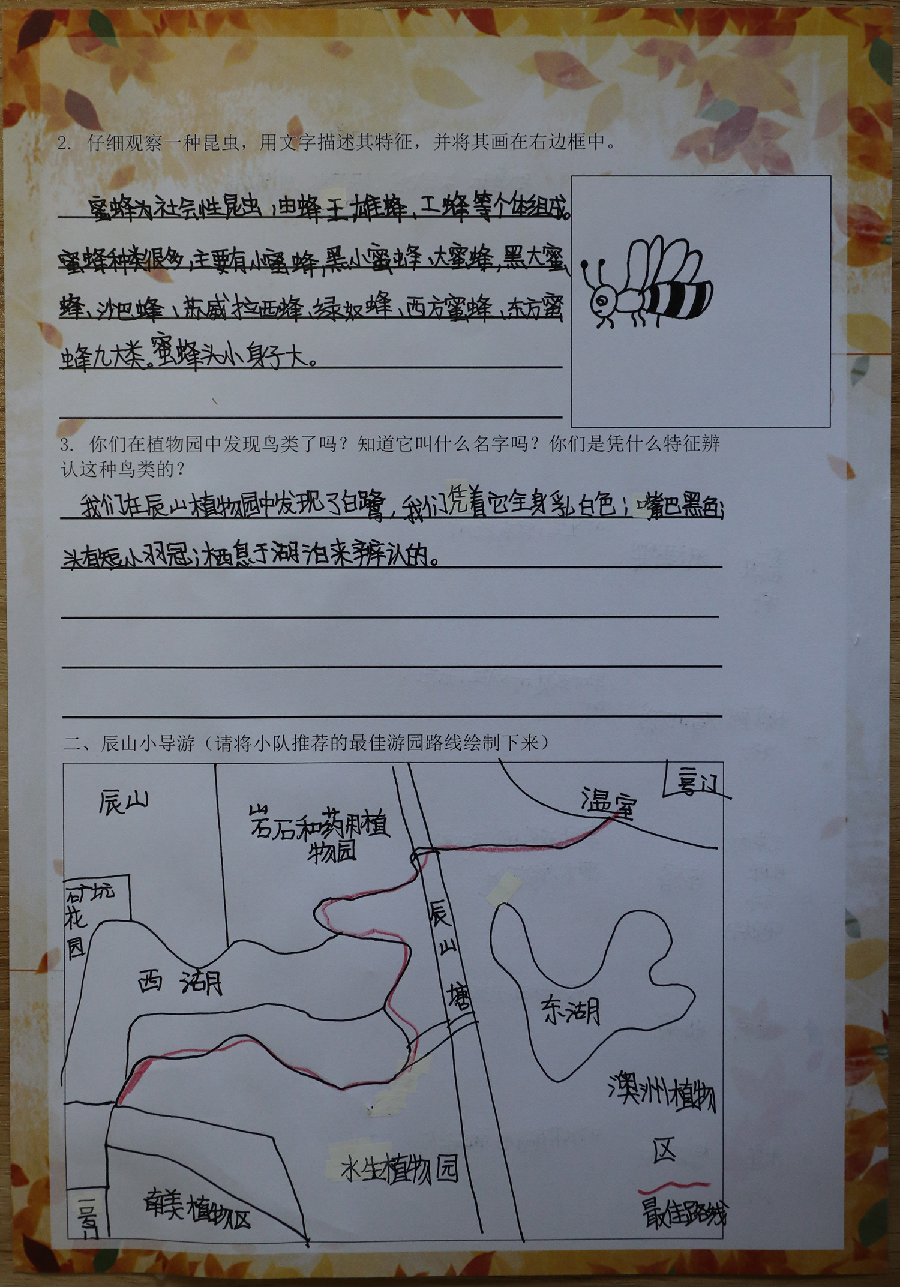 2. 仔细观察一种昆虫，用文字描述其特征，并将其画在右边框中。
蜜蜂为社会性昆虫，由蜂王、雄蜂、工蜂等个体组成。
蜜蜂种类很多，主要有小蜜蜂，黑小蜜蜂、大蜜蜂，黑大蜜
蜂、沙巴蜂、苏威拉西蜂、绿奴蜂、西方蜜蜂、东方蜜
蜂九大类。蜜蜂头小身子大。
3. 你们在植物园中发现鸟类了吗？知道它叫什么名字吗？你们是凭什么特征辨
认这种鸟类的？
我们在辰山植物园中发现了白鹭，我们凭着它全身乳白色；嘴巴黑色；
头有短小羽冠；栖息于湖泊来辨认的。
二、辰山小导游（请将小队推荐的最佳游园路线绘制下来）
辰山
岩石和药用植
物园
温室
号门
矿坑
花
园
西湖
辰
山
塘
东湖
澳洲植物
区
水生植物园
南美植物区
最佳路线
二号
门